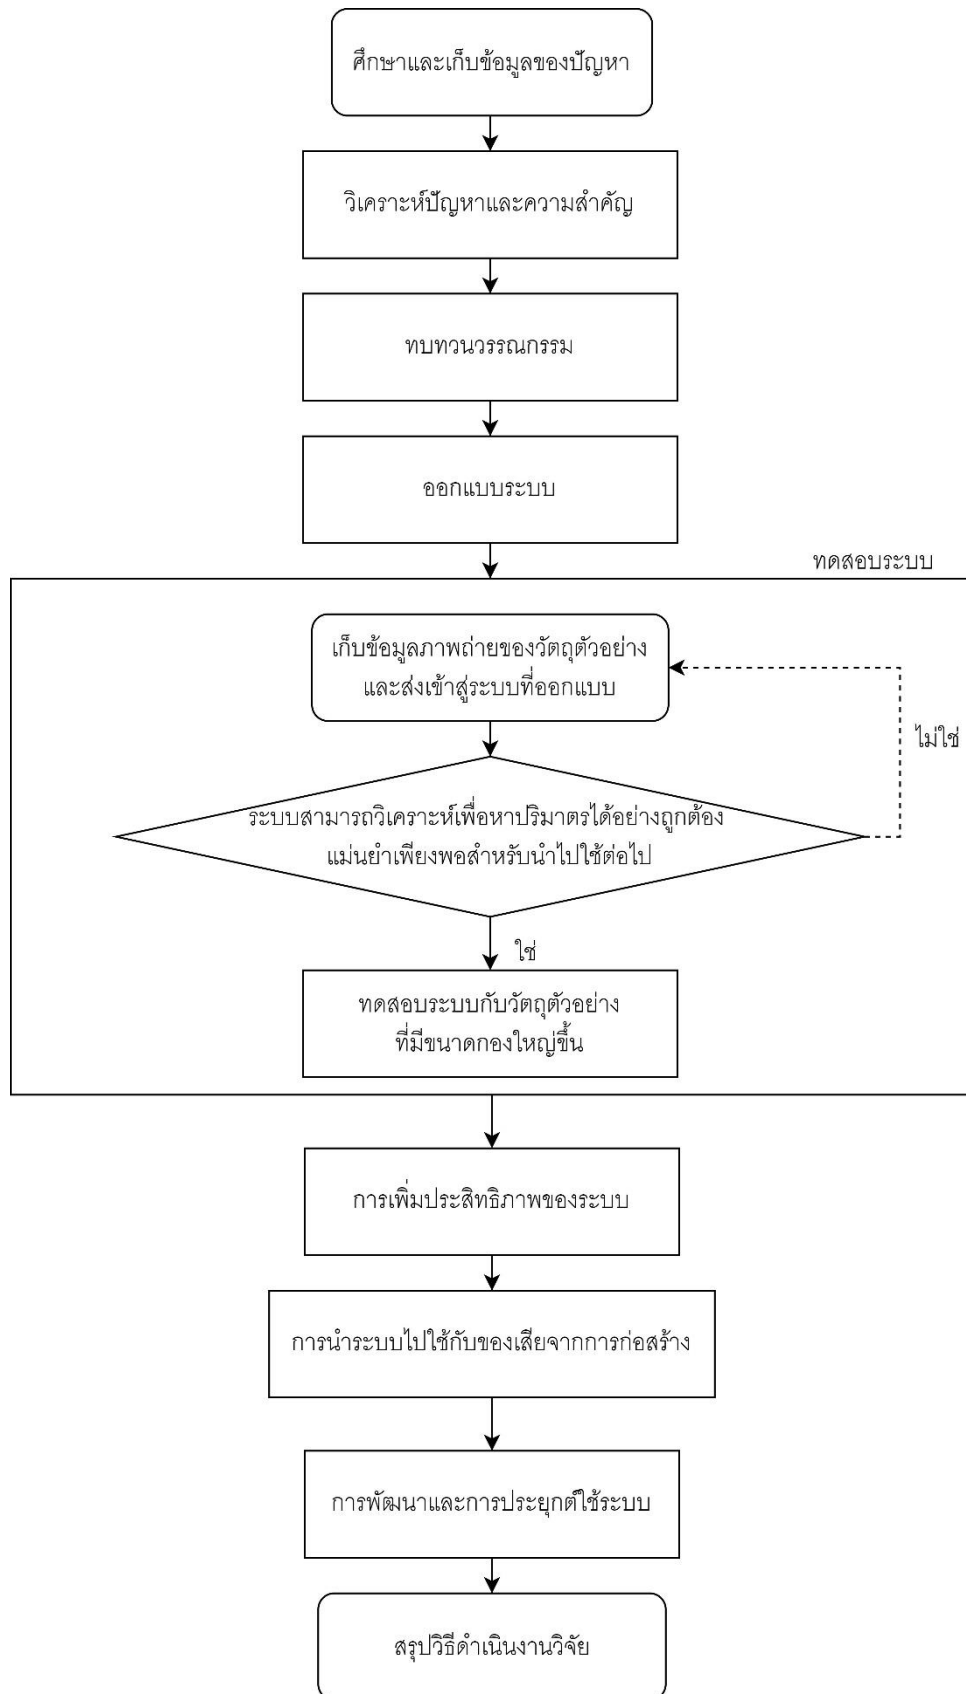 ศึกษาและเก็บข้อมูลของปัญหา
วิเคราะห์ปัญหาและความสำคัญ
ทบทวนวรรณกรรม
ออกแบบระบบ
ทดสอบระบบ
เก็บข้อมูลภาพถ่ายของวัตถุตัวอย่าง
และส่งเข้าสู่ระบบที่ออกแบบ
ไม่ใช่
ระบบสามารถวิเคราะห์เพื่อหาปริมาตรได้อย่างถูกต้อง
แม่นยำเพียงพอสำหรับนำไปใช้ต่อไป
ใช่
ทดสอบระบบกับวัตถุตัวอย่าง
ที่มีขนาดกองใหญ่ขึ้น
การเพิ่มประสิทธิภาพของระบบ
การนำระบบไปใช้กับของเสียจากการก่อสร้าง
การพัฒนาและการประยุกต์ใช้ระบบ
สรุปวิธีดำเนินงานวิจัย